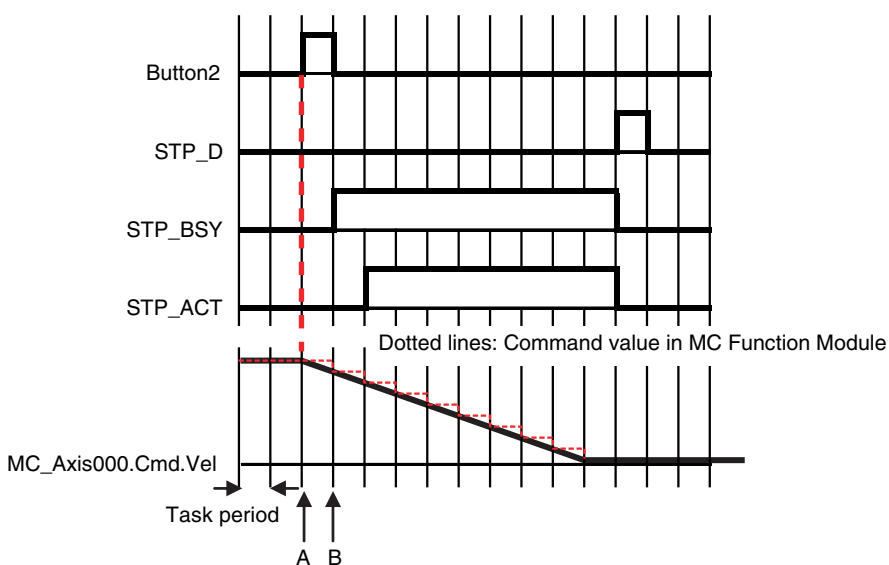 Button2
STP_D
STP_BSY
STP_ACT
Dotted lines: Command value in MC Function Module
MC_Axis000.Cmd.Vel
Task period
A B